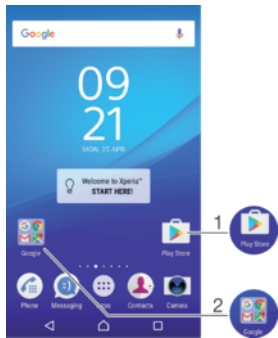 Google
09
21
MON, 25 APR
Welcome to Xperia™
START HERE!
Google
Play Store
Phone
Messaging
Apps
Contacts
Camera
1
Play Store
2
Google